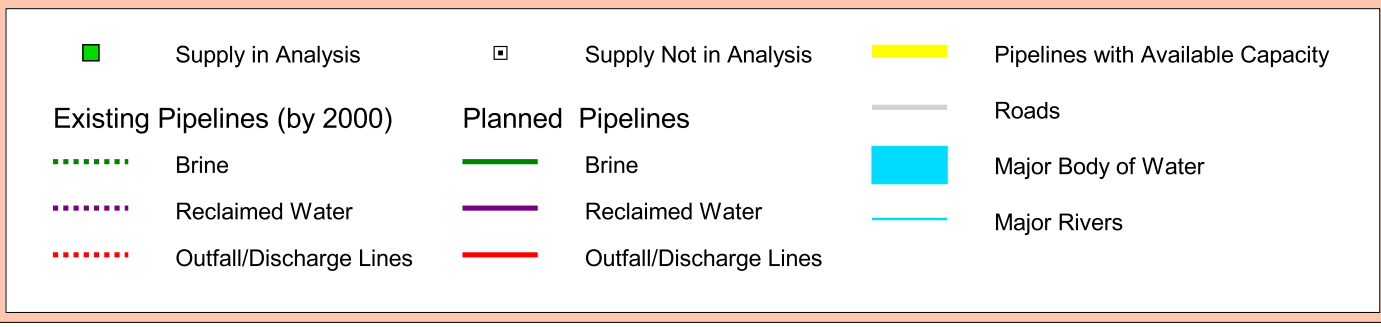 Supply in Analysis
Supply Not in Analysis
Pipelines with Available Capacity
Existing Pipelines (by 2000)
Planned Pipelines
Roads
Brine
Brine
Major Body of Water
Reclaimed Water
Reclaimed Water
Major Rivers
Outfall/Discharge Lines
Outfall/Discharge Lines